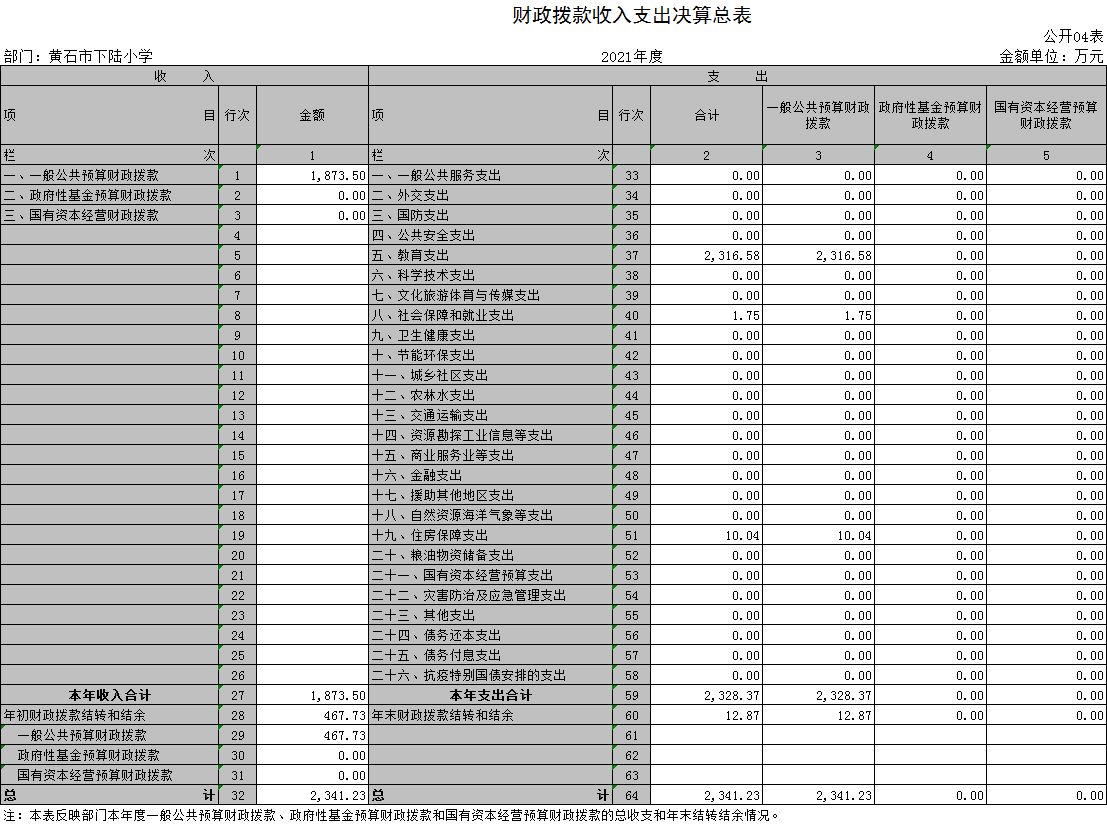 财政拨款收入支出决算总表
公开04表
部门：黄石市下陆小学 2021年度 金额单位：万元
收 入 支 出
项 目 行次 金额 项 目 行次 合计 一般公共预算财政拨款 政府性基金预算财政拨款 国有资本经营预算财政拨款
栏 次 1 栏 次 2 3 4 5
一、一般公共预算财政拨款 1 1,873.50 一、一般公共服务支出 33 0.00 0.00 0.00 0.00
二、政府性基金预算财政拨款 2 0.00 二、外交支出 34 0.00 0.00 0.00 0.00
三、国有资本经营财政拨款 3 0.00 三、国防支出 35 0.00 0.00 0.00 0.00
4 四、公共安全支出 36 0.00 0.00 0.00 0.00
5 五、教育支出 37 2,316.58 2,316.58 0.00 0.00
6 六、科学技术支出 38 0.00 0.00 0.00 0.00
7 七、文化旅游体育与传媒支出 39 0.00 0.00 0.00 0.00
8 八、社会保障和就业支出 40 1.75 1.75 0.00 0.00
9 九、卫生健康支出 41 0.00 0.00 0.00 0.00
10 十、节能环保支出 42 0.00 0.00 0.00 0.00
11 十一、城乡社区支出 43 0.00 0.00 0.00 0.00
12 十二、农林水支出 44 0.00 0.00 0.00 0.00
13 十三、交通运输支出 45 0.00 0.00 0.00 0.00
14 十四、资源勘探工业信息等支出 46 0.00 0.00 0.00 0.00
15 十五、商业服务业等支出 47 0.00 0.00 0.00 0.00
16 十六、金融支出 48 0.00 0.00 0.00 0.00
17 十七、援助其他地区支出 49 0.00 0.00 0.00 0.00
18 十八、自然资源海洋气象等支出 50 0.00 0.00 0.00 0.00
19 十九、住房保障支出 51 10.04 10.04 0.00 0.00
20 二十、粮油物资储备支出 52 0.00 0.00 0.00 0.00
21 二十一、国有资本经营预算支出 53 0.00 0.00 0.00 0.00
22 二十二、灾害防治及应急管理支出 54 0.00 0.00 0.00 0.00
23 二十三、其他支出 55 0.00 0.00 0.00 0.00
24 二十四、债务还本支出 56 0.00 0.00 0.00 0.00
25 二十五、债务付息支出 57 0.00 0.00 0.00 0.00
26 二十六、抗疫特别国债安排的支出 58 0.00 0.00 0.00 0.00
本年收入合计 27 1,873.50 本年支出合计 59 2,328.37 2,328.37 0.00 0.00
年初财政拨款结转和结余 28 467.73 年末财政拨款结转和结余 60 12.87 12.87 0.00 0.00
一般公共预算财政拨款 29 467.73 61
政府性基金预算财政拨款 30 0.00 62
国有资本经营预算财政拨款 31 0.00 63
总 计 32 2,341.23 总 计 64 2,341.23 2,341.23 0.00 0.00
注：本表反映部门本年度一般公共预算财政拨款、政府性基金预算财政拨款和国有资本经营预算财政拨款的总收支和年末结转结余情况。